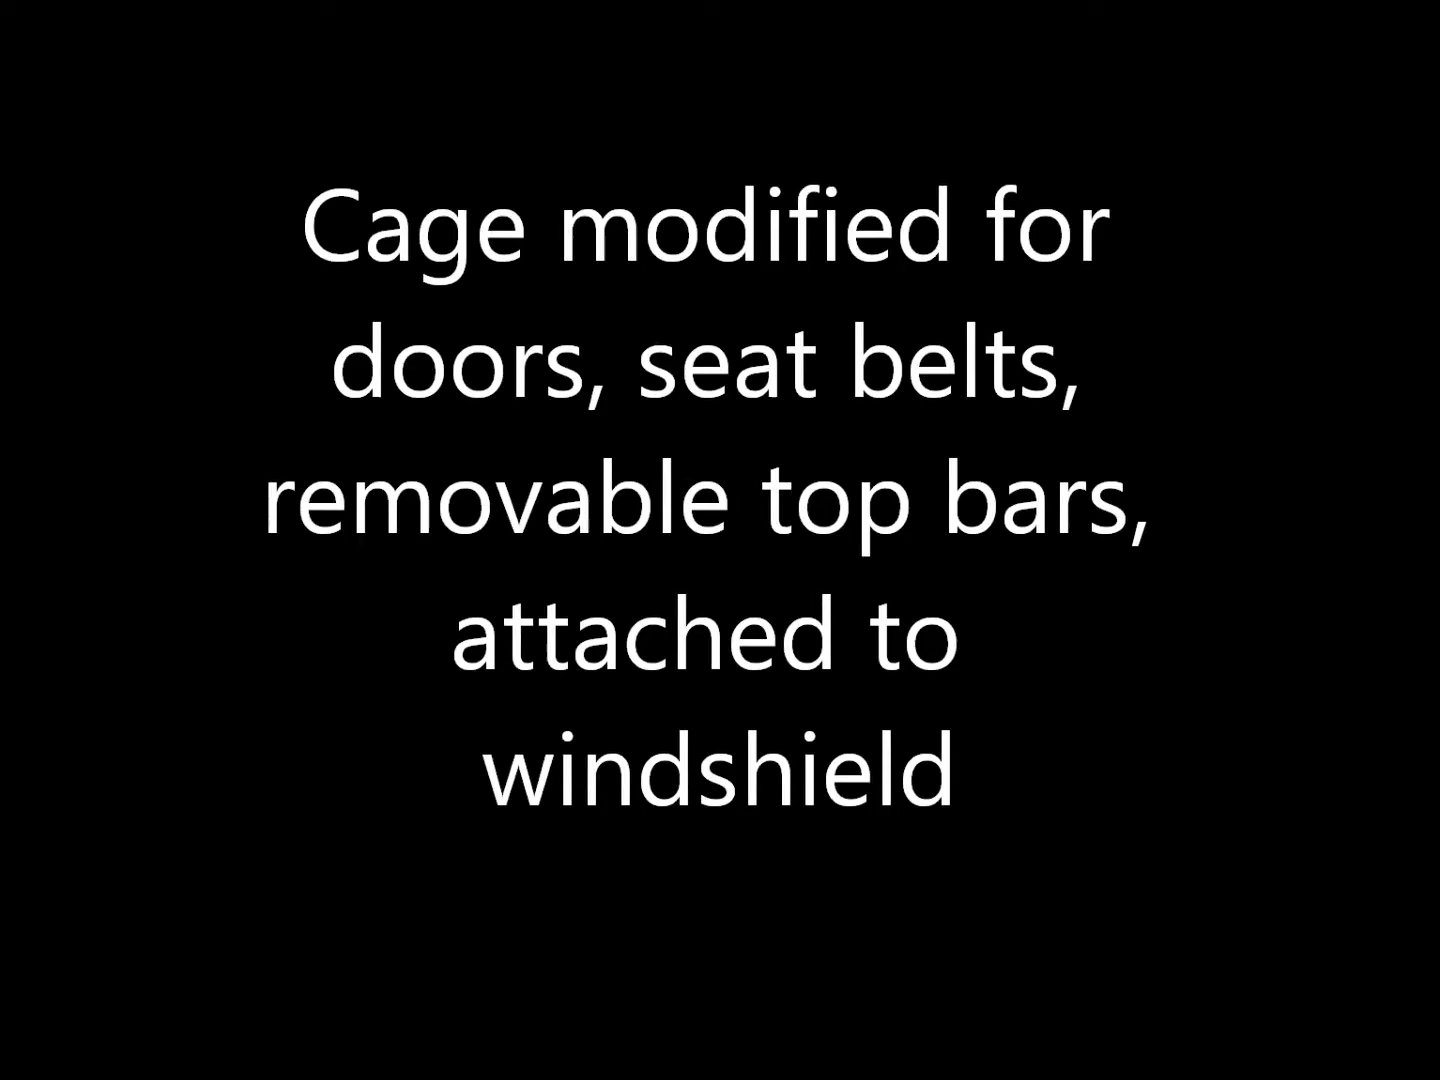 Cage modified for
doors, seat belts,
removable top bars,
attached to
windshield